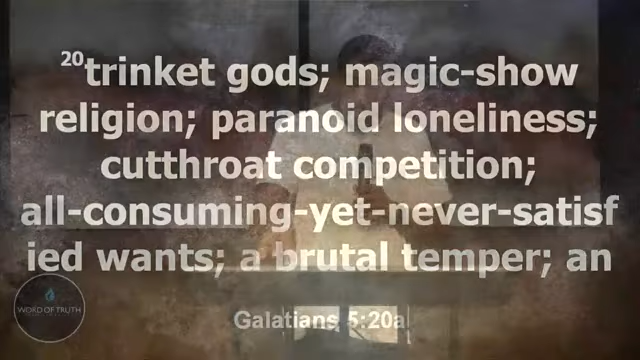 20trinket gods; magic-show
religion; paranoid loneliness;
cutthroat competition;
all-consuming-yet-never-satisf
ied wants; a brutal temper; an
Galatians 5:20a
WORD OF TRUTH